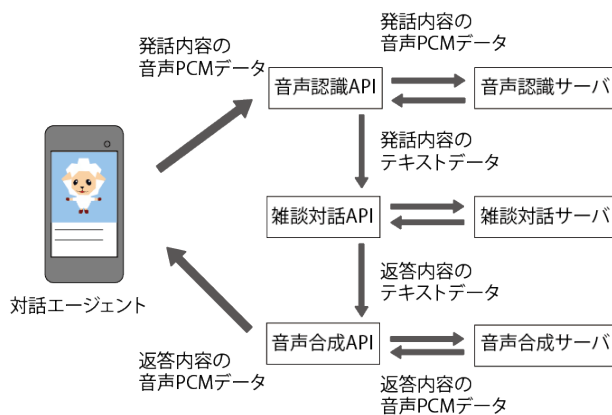 発話内容の
音声PCMデータ
発話内容の
音声PCMデータ
音声認識API
音声認識サーバ
発話内容の
テキストデータ
雑談対話API
雑談対話サーバ
対話エージェント
返答内容の
テキストデータ
音声合成API
音声合成サーバ
返答内容の
音声PCMデータ
返答内容の
音声PCMデータ